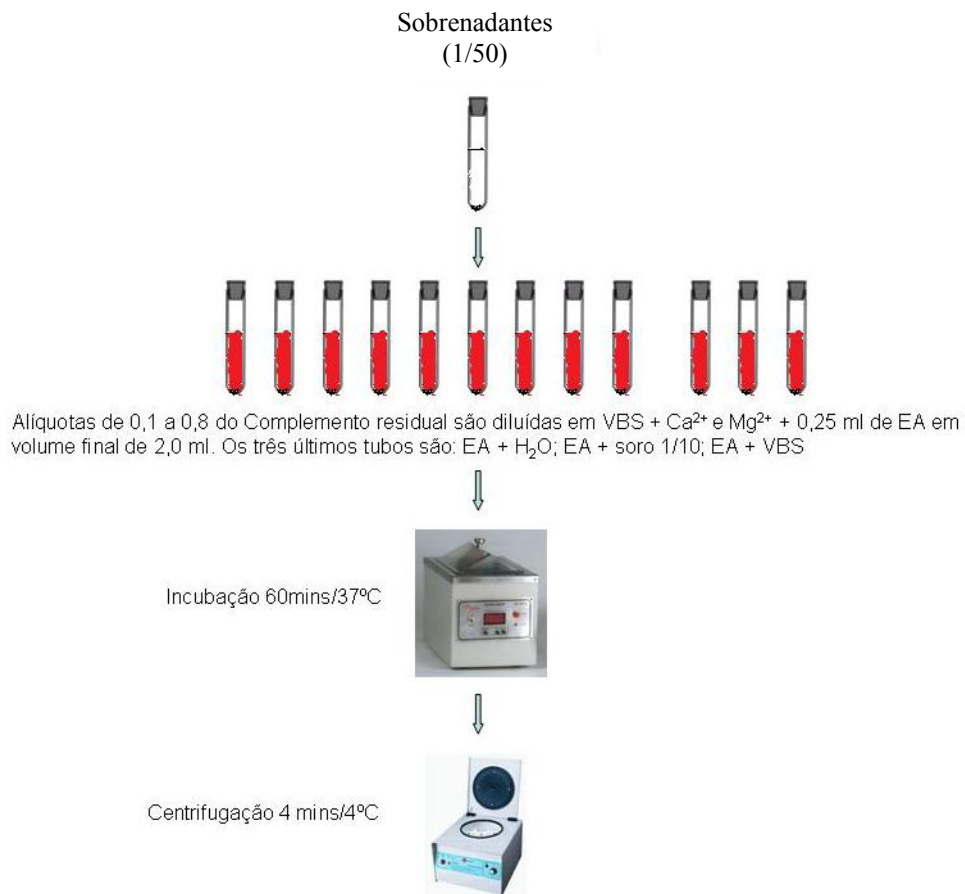 Sobrenadantes
(1/50)
Alíquotas de 0,1 a 0,8 do Complemento residual são diluídas em VBS + Ca²⁺ e Mg²⁺ + 0,25 ml de EA em
volume final de 2,0 ml. Os três últimos tubos são: EA + H₂O; EA + soro 1/10; EA + VBS
Incubação 60mins/37ºC
Centrifugação 4 mins/4ºC